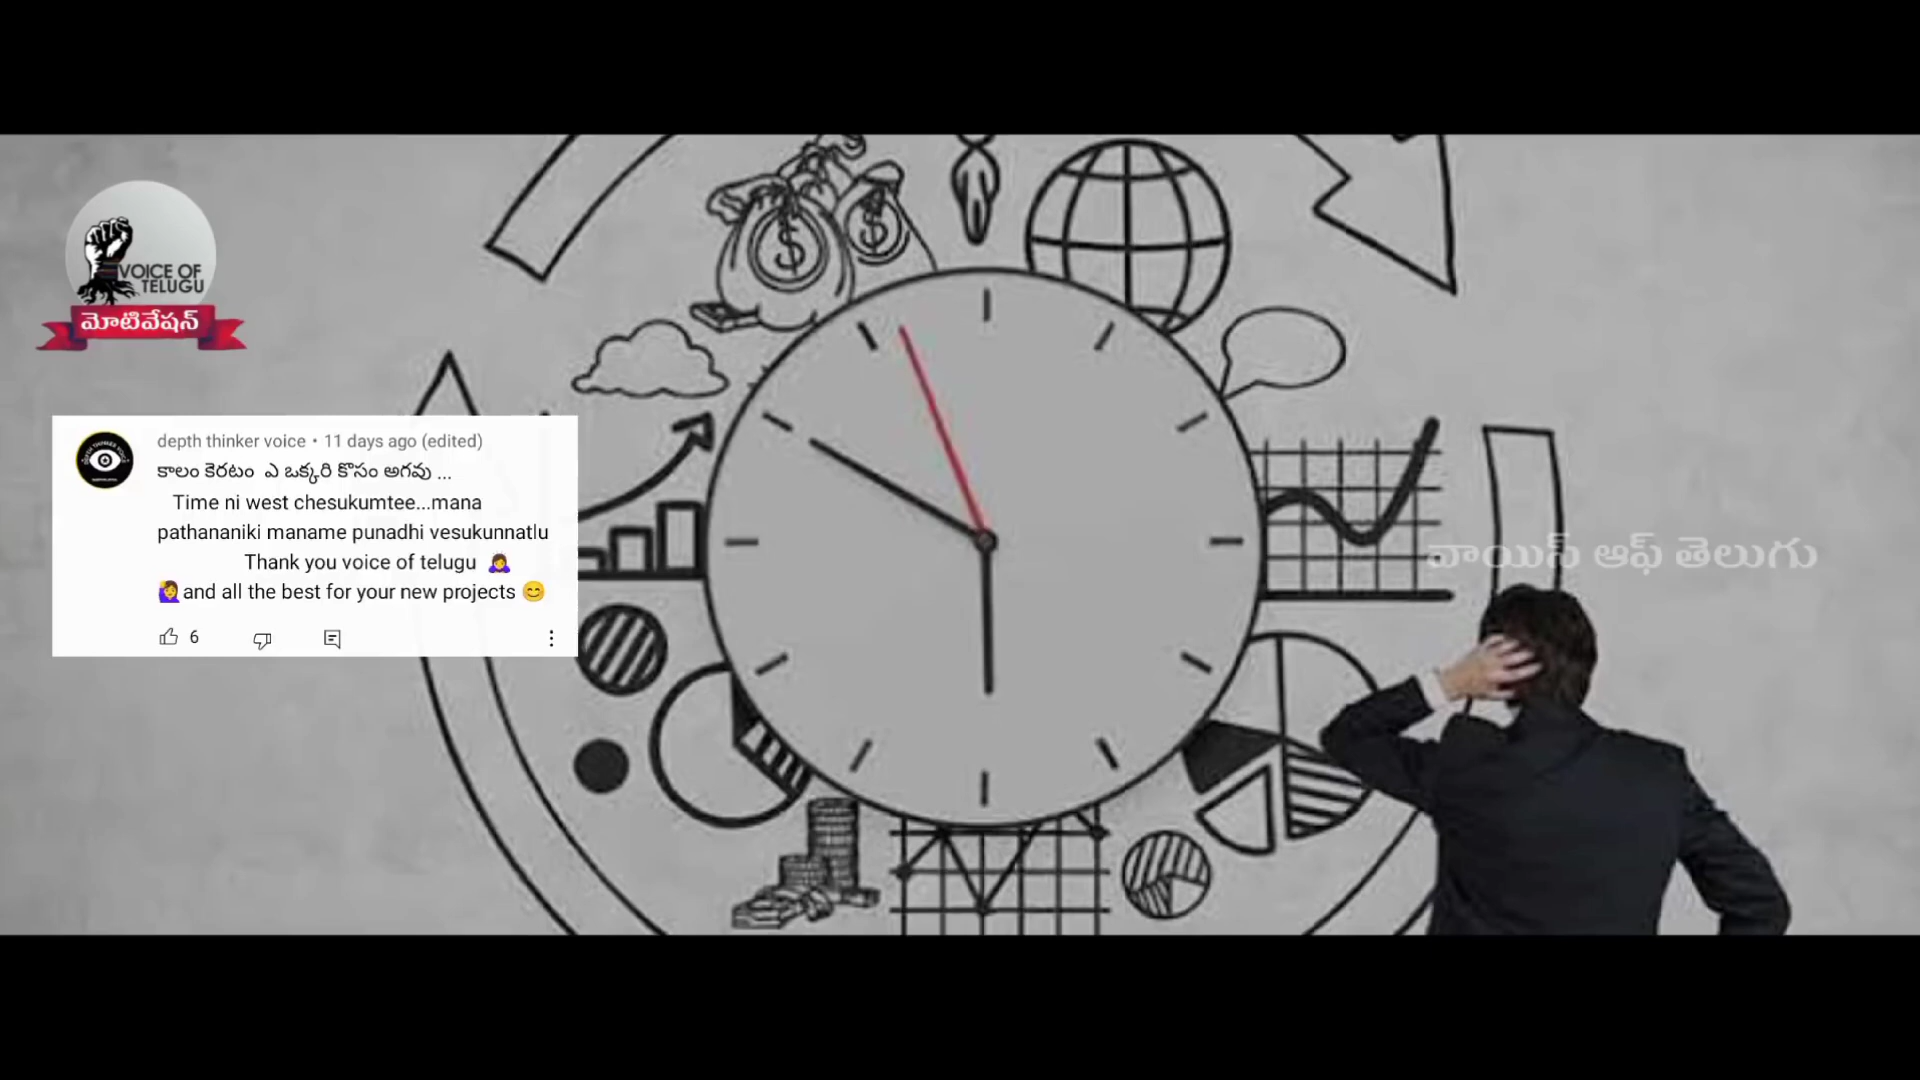 VOICE OF
TELUGU
మోటివేషన్
depth thinker voice • 11 days ago (edited)
కాలం కెరటం ఎ ఒక్కరి కొసం అగవు ...
Time ni west chesukumtee...mana
pathananiki maname punadhi vesukunnatlu
Thank you voice of telugu 🙇‍♀️
🙋‍♀️and all the best for your new projects 😊
6
వాయిస్ ఆఫ్ తెలుగు
$
$